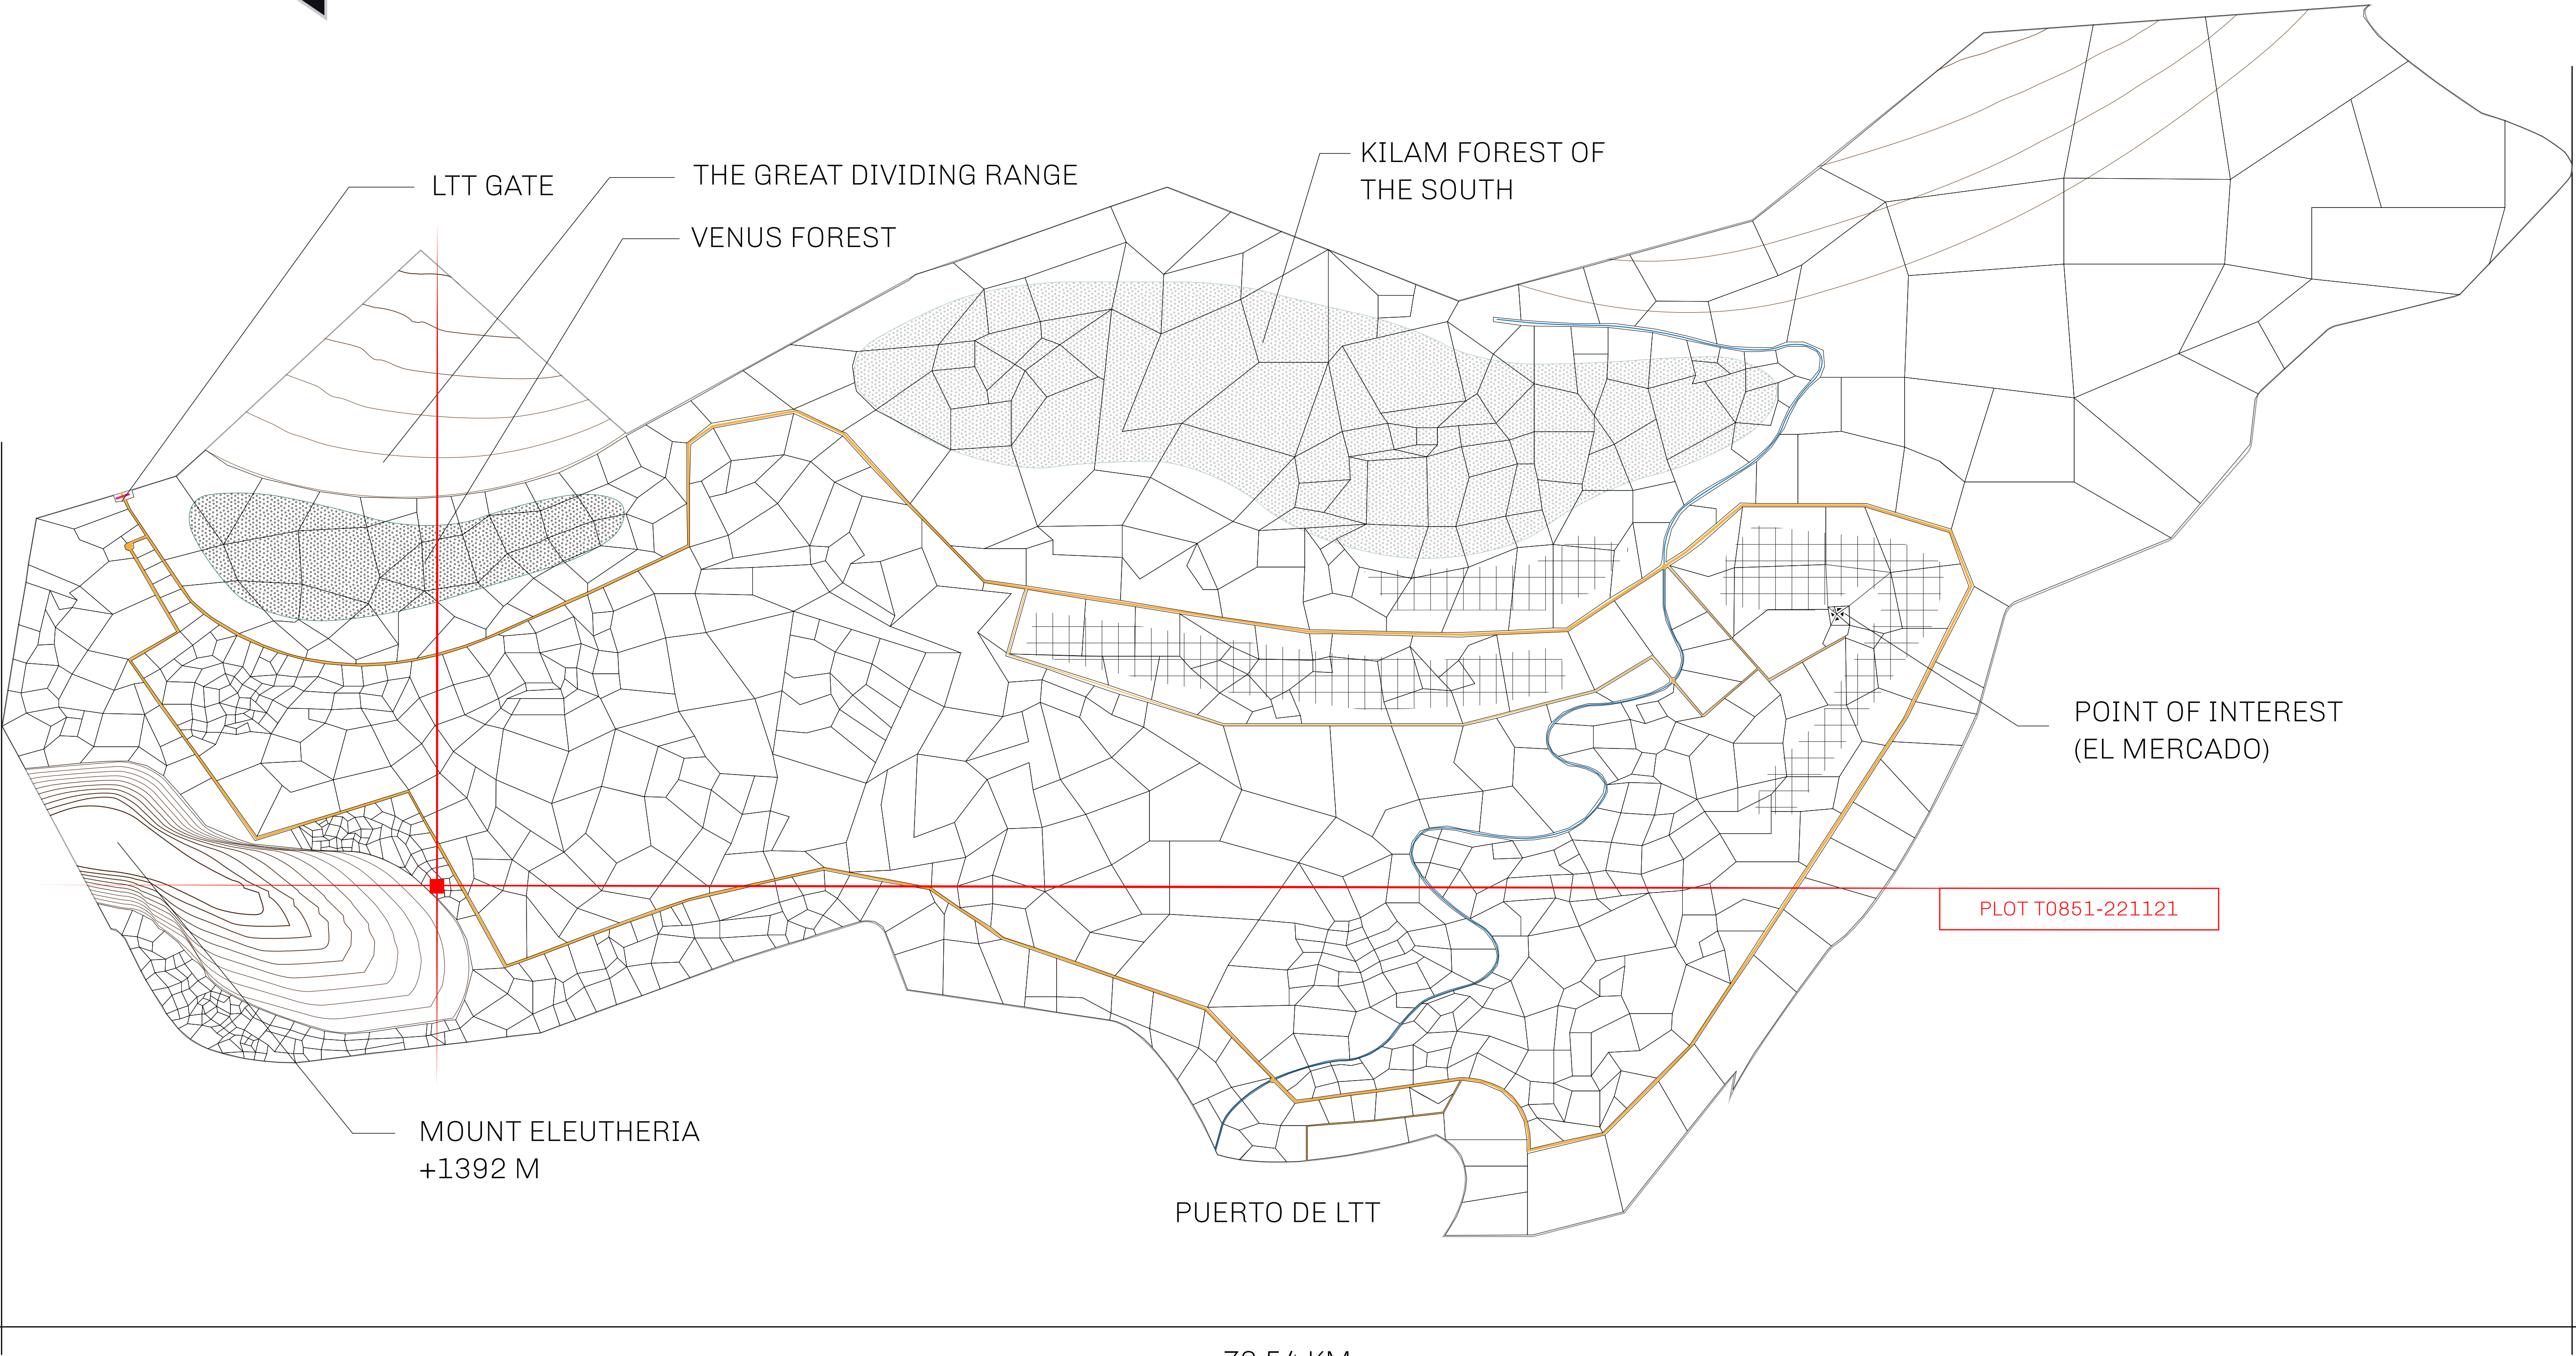 KILAM FOREST OF
THE SOUTH
THE GREAT DIVIDING RANGE
LTT GATE
VENUS FOREST
POINT OF INTEREST
(EL MERCADO)
PLOT T0851-221121
MOUNT ELEUTHERIA
+1392 M
PUERTO DE LTT
KM